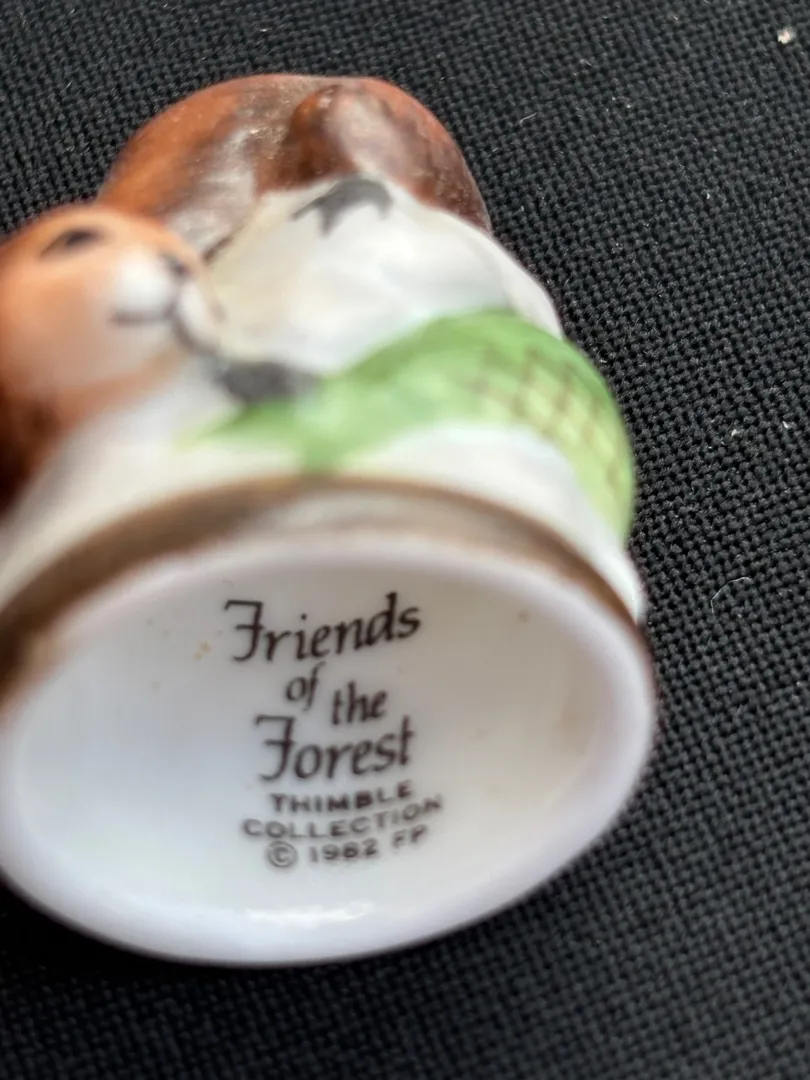 Friends
of the
Forest
THIMBLE
COLLECTION
© 1982 FP